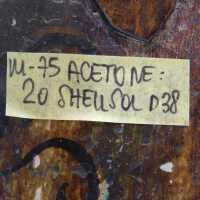 M-75 ACETONE:
20 SHELLSOL D38